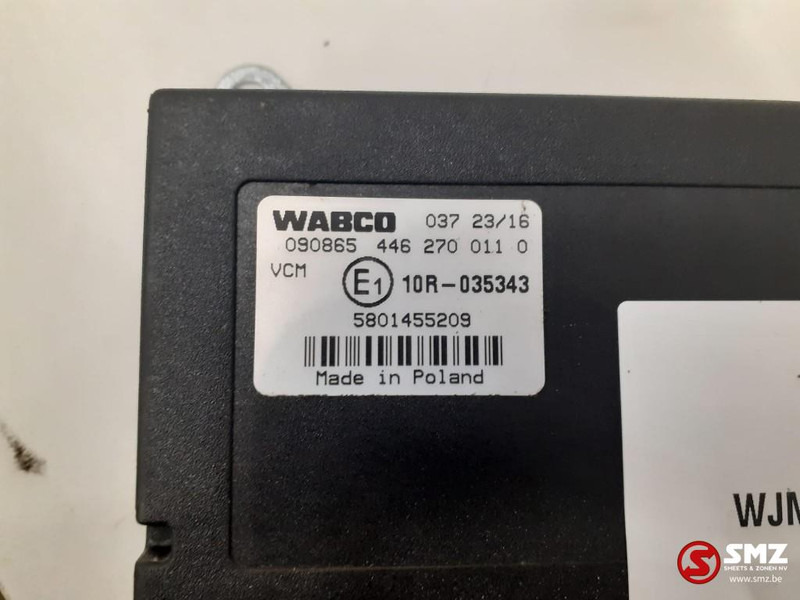 WABCO 037 23/16
090865 446 270 011 0
VCM E1 10R-035343
5801455209
Made in Poland
WJM
SMZ
SMEETS & ZONEN NV
www.smz.be